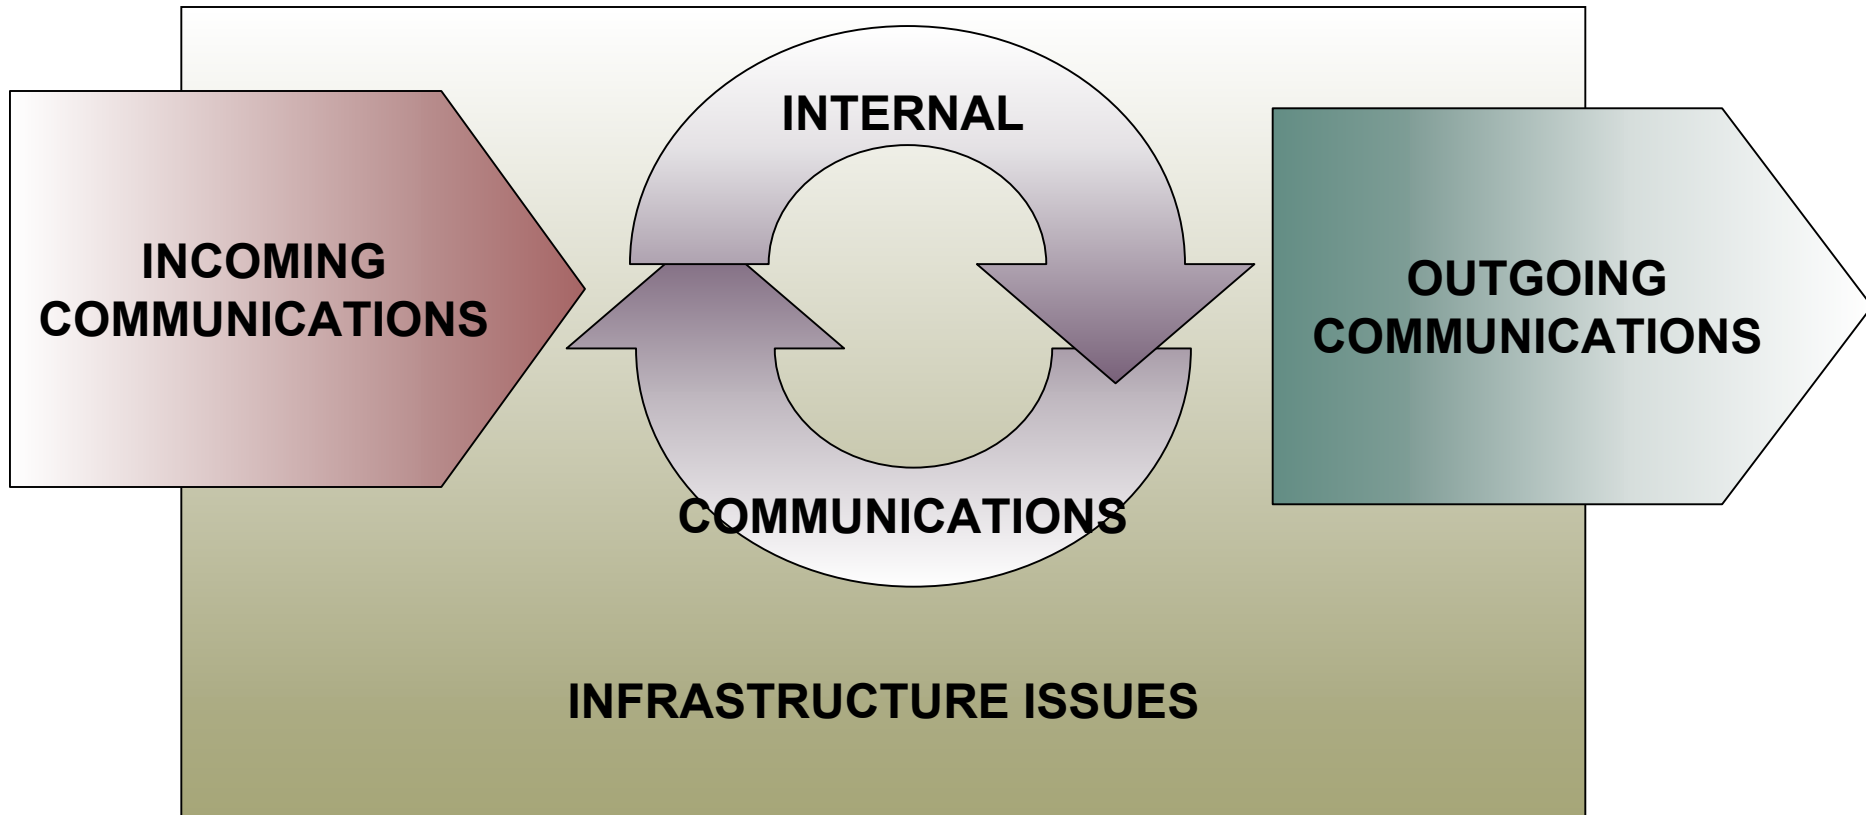 INCOMING
COMMUNICATIONS
INTERNAL
COMMUNICATIONS
OUTGOING
COMMUNICATIONS
INFRASTRUCTURE ISSUES